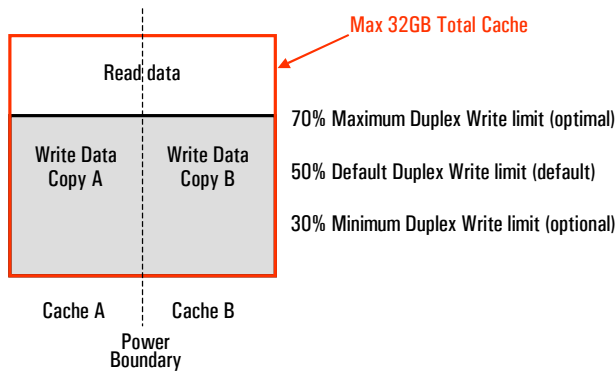 Max 32GB Total Cache
Read data
70% Maximum Duplex Write limit (optimal)
Write Data
Copy A
Write Data
Copy B
50% Default Duplex Write limit (default)
30% Minimum Duplex Write limit (optional)
Cache A
Cache B
Power
Boundary